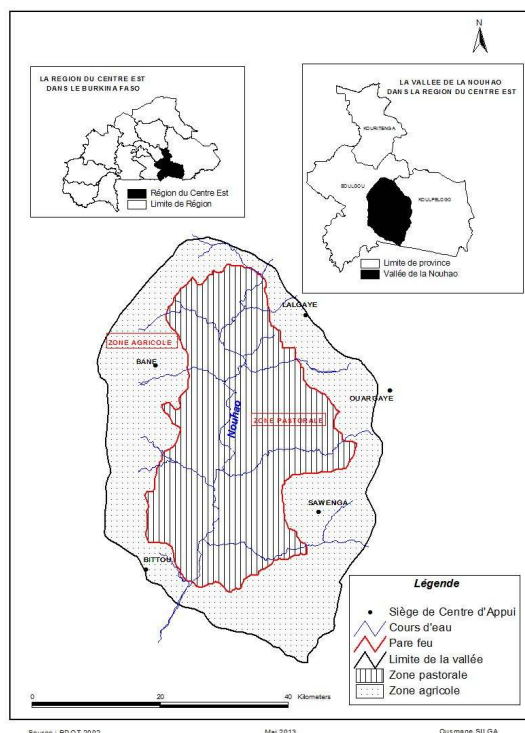 N
LA REGION DU CENTRE EST
DANS LE BURKINA FASO
Région du Centre Est
Limite de Région
LA VALLEE DE LA NOUHAO
DANS LA REGION DU CENTRE EST
KOURITENGA
BOULGOU
KOULPELOGO
Limite de province
Vallée de la Nouhao
LALGAYE
ZONE AGRICOLE
BANE
OUARGAYE
Nouhao
ZONE PASTORALE
SAWENGA
BITTOU
Légende
Siège de Centre d'Appui
Cours d'eau
Pare feu
Limite de la vallée
Zone pastorale
Zone agricole
0 20 40 Kilometers
Mai 2013
Ousmane SILGA